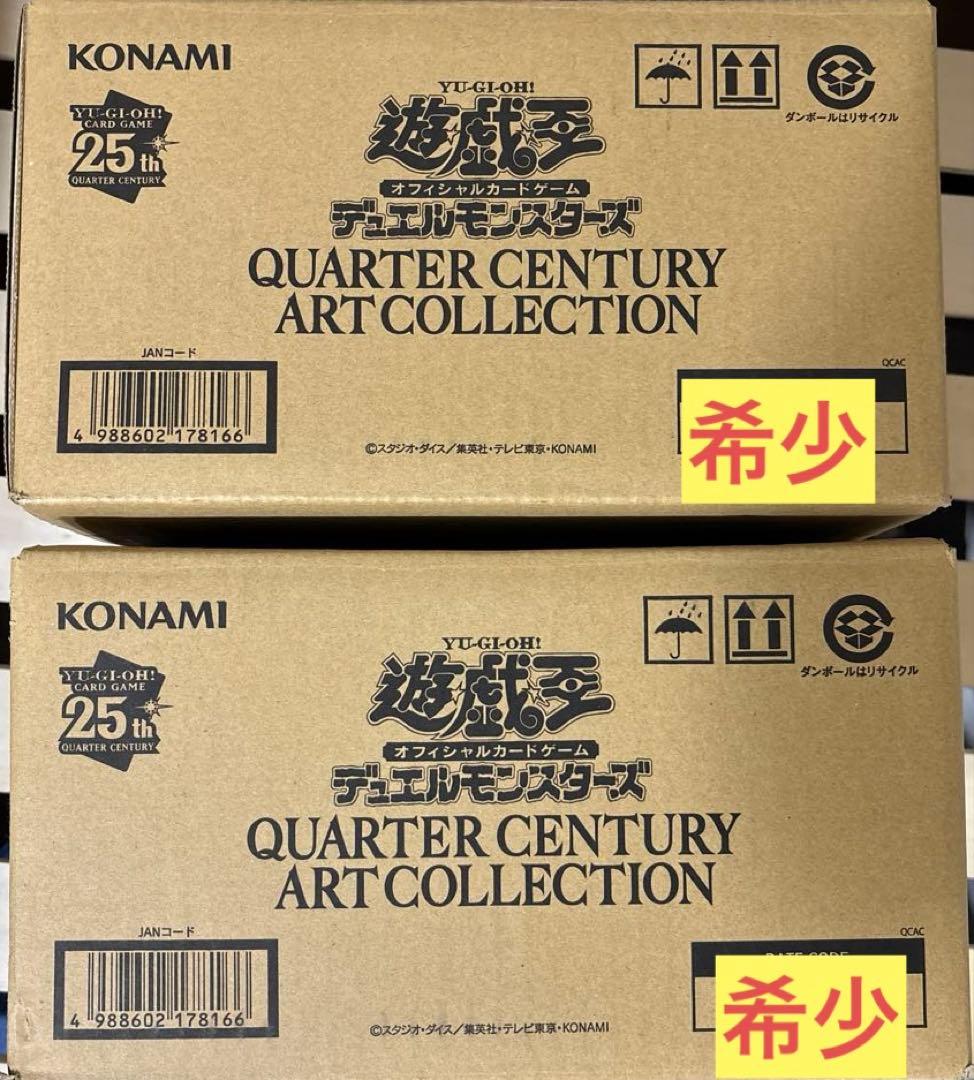 KONAMI
YU-GI-OH!
CARD GAME
25th
QUARTER CENTURY
YU-GI-OH!
遊戯王
オフィシャルカードゲーム
デュエルモンスターズ
QUARTER CENTURY
ART COLLECTION
ダンボールはリサイクル
JANコード
4 988602 178166
©スタジオ・ダイス/集英社・テレビ東京・KONAMI
QCAC
希少
KONAMI
YU-GI-OH!
CARD GAME
25th
QUARTER CENTURY
YU-GI-OH!
遊戯王
オフィシャルカードゲーム
デュエルモンスターズ
QUARTER CENTURY
ART COLLECTION
ダンボールはリサイクル
JANコード
4 988602 178166
©スタジオ・ダイス/集英社・テレビ東京・KONAMI
QCAC
DATE CODE
希少